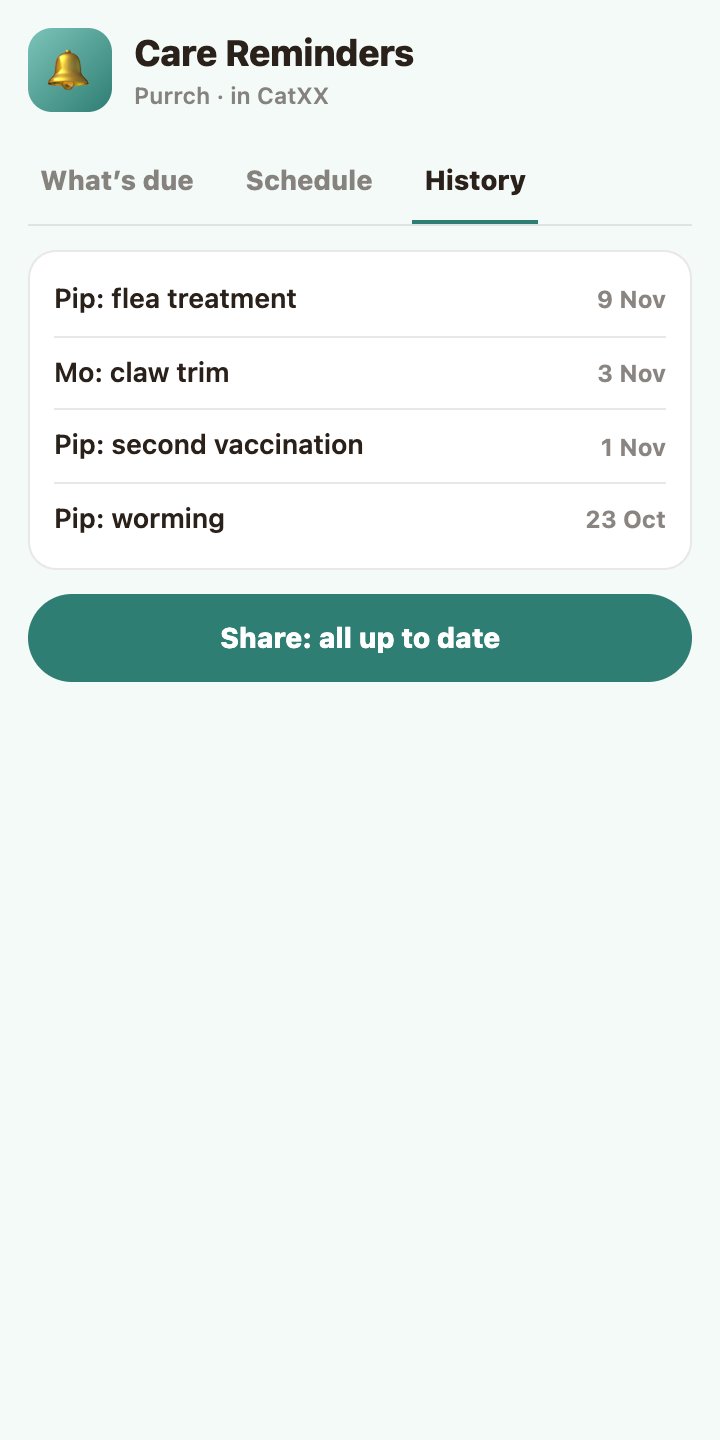 Care Reminders
Purrch · in CatXX
What’s due
Schedule
History
Pip: flea treatment
9 Nov
Mo: claw trim
3 Nov
Pip: second vaccination
1 Nov
Pip: worming
23 Oct
Share: all up to date